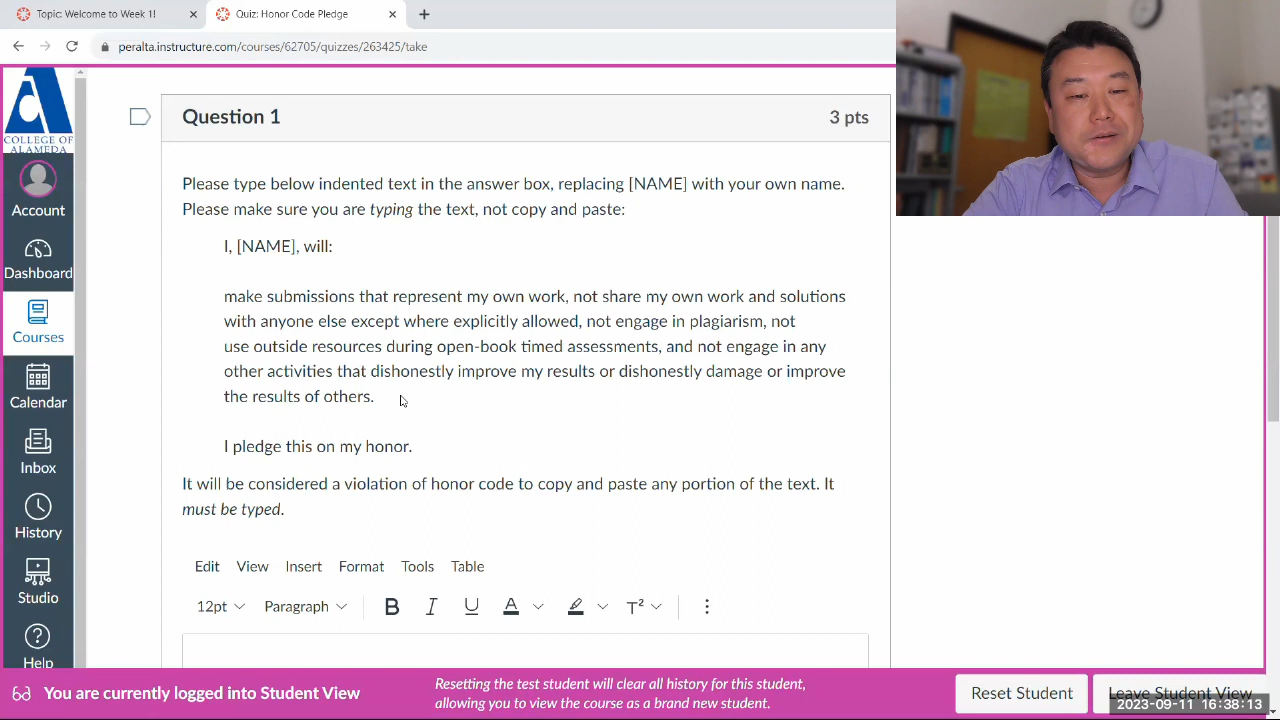 Topic: Welcome to Week 1!
Quiz: Honor Code Pledge
peralta.instructure.com/courses/62705/quizzes/263425/take
COLLEGE OF
ALAMEDA
Account
Dashboard
Courses
Calendar
Inbox
History
Studio
Help
Question 1
3 pts
Please type below indented text in the answer box, replacing [NAME] with your own name.
Please make sure you are typing the text, not copy and paste:
I, [NAME], will:
make submissions that represent my own work, not share my own work and solutions
with anyone else except where explicitly allowed, not engage in plagiarism, not
use outside resources during open-book timed assessments, and not engage in any
other activities that dishonestly improve my results or dishonestly damage or improve
the results of others.
I pledge this on my honor.
It will be considered a violation of honor code to copy and paste any portion of the text. It
must be typed.
Edit View Insert Format Tools Table
12pt Paragraph B I U A T²
You are currently logged into Student View
Resetting the test student will clear all history for this student,
allowing you to view the course as a brand new student.
Reset Student
Leave Student View
2023-09-11 16:38:13